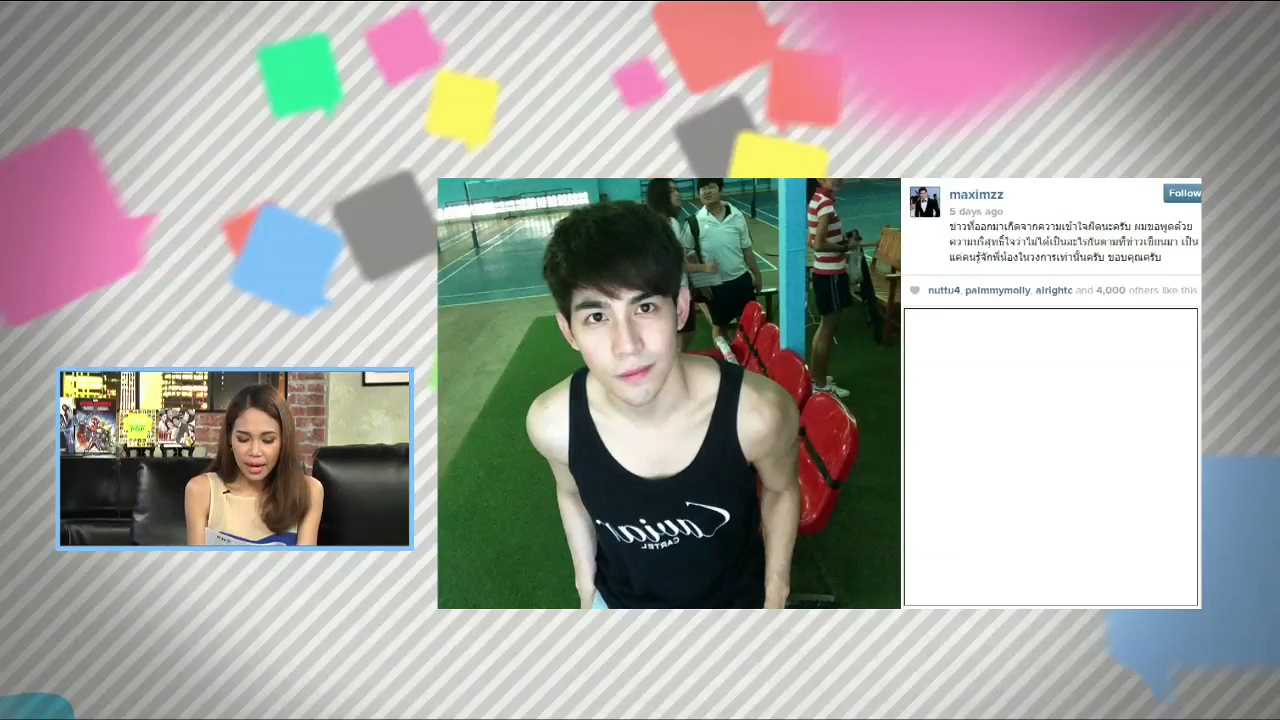 maximzz
Follow
5 days ago
ข่าวที่ออกมาเกิดจากความเข้าใจผิดนะครับ ผมขอพูดด้วย
ความบริสุทธิ์ใจว่าไม่ได้เป็นอะไรกันตามที่ข่าวเขียนมา เป็น
แค่คนรู้จักพี่น้องในวงการเท่านั้นครับ ขอบคุณครับ
nuttu4, palmmymolly, alrightc and 4,000 others like this
Caviar
CARTEL
POP